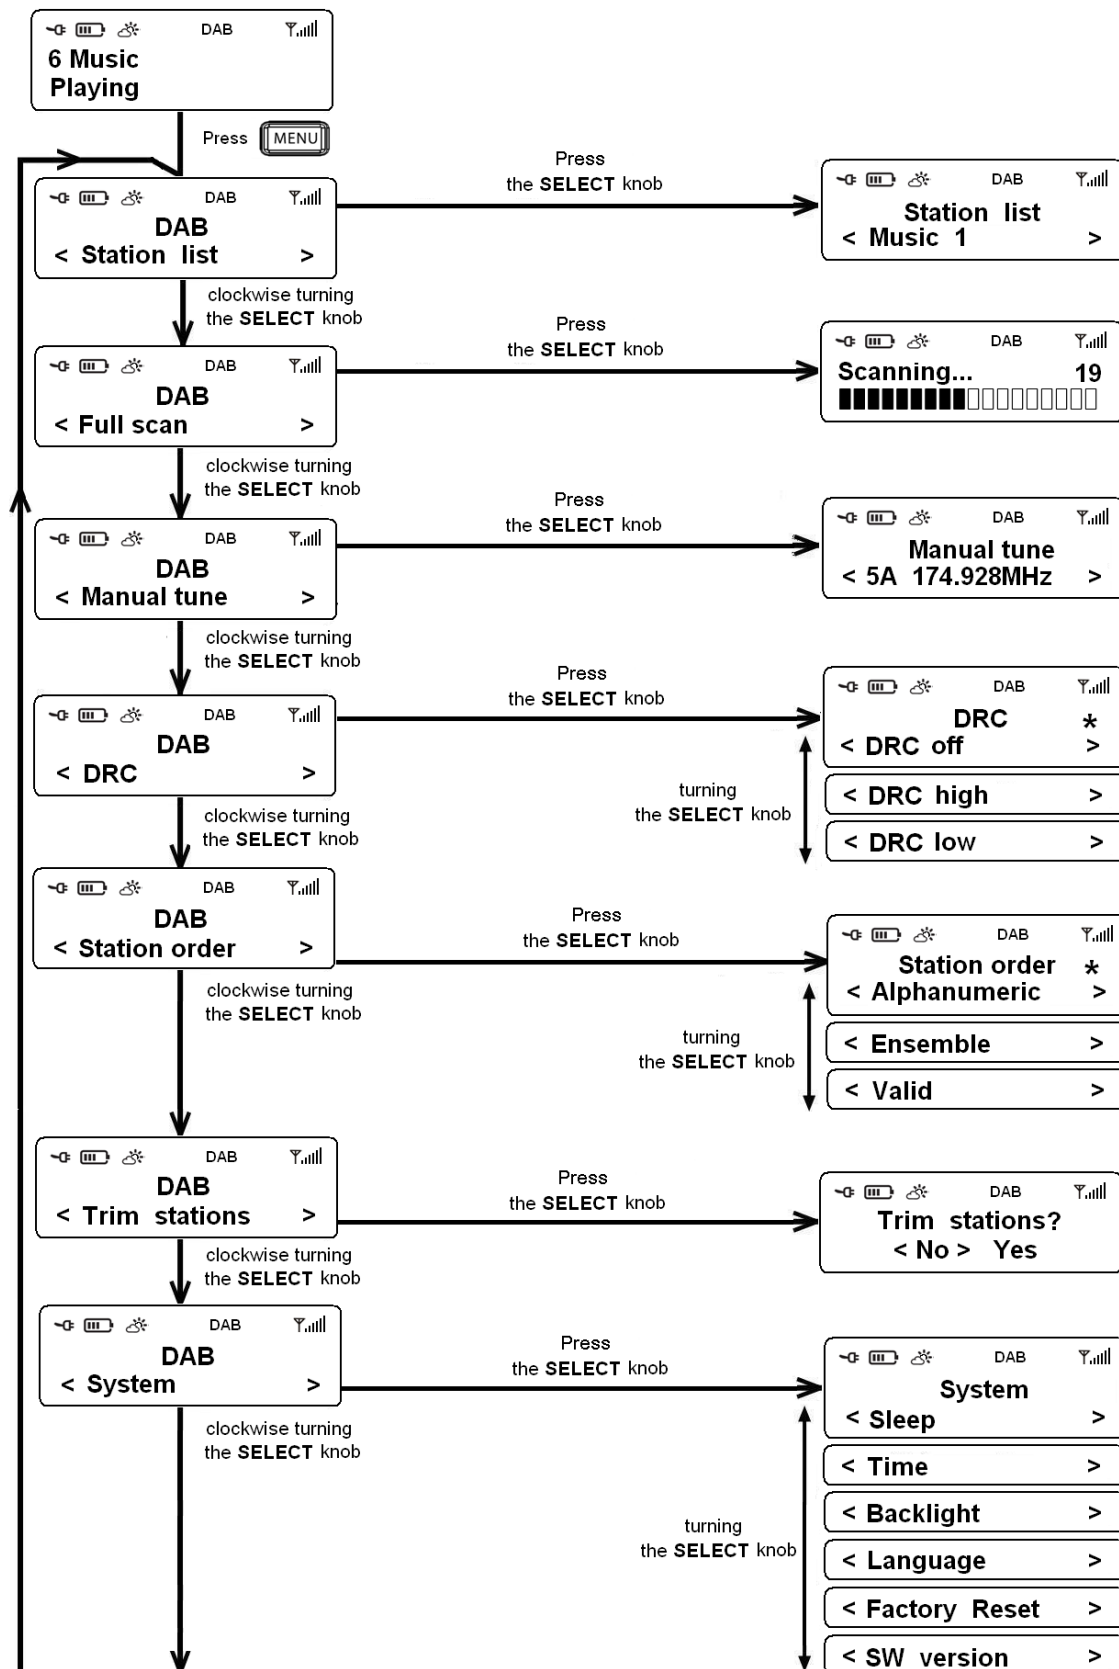 DAB
6 Music
Playing
Press MENU
DAB
DAB
< Station list >
Press
the SELECT knob
DAB
Station list
< Music 1 >
clockwise turning
the SELECT knob
DAB
DAB
< Full scan >
Press
the SELECT knob
DAB
Scanning... 19
clockwise turning
the SELECT knob
DAB
DAB
< Manual tune >
Press
the SELECT knob
DAB
Manual tune
< 5A 174.928MHz >
clockwise turning
the SELECT knob
DAB
DAB
< DRC >
Press
the SELECT knob
DAB
DRC *
< DRC off >
turning
the SELECT knob
< DRC high >
< DRC low >
clockwise turning
the SELECT knob
DAB
DAB
< Station order >
Press
the SELECT knob
DAB
Station order *
< Alphanumeric >
turning
the SELECT knob
< Ensemble >
< Valid >
clockwise turning
the SELECT knob
DAB
DAB
< Trim stations >
Press
the SELECT knob
DAB
Trim stations?
< No > Yes
clockwise turning
the SELECT knob
DAB
DAB
< System >
Press
the SELECT knob
DAB
System
< Sleep >
clockwise turning
the SELECT knob
turning
the SELECT knob
< Time >
< Backlight >
< Language >
< Factory Reset >
< SW version >